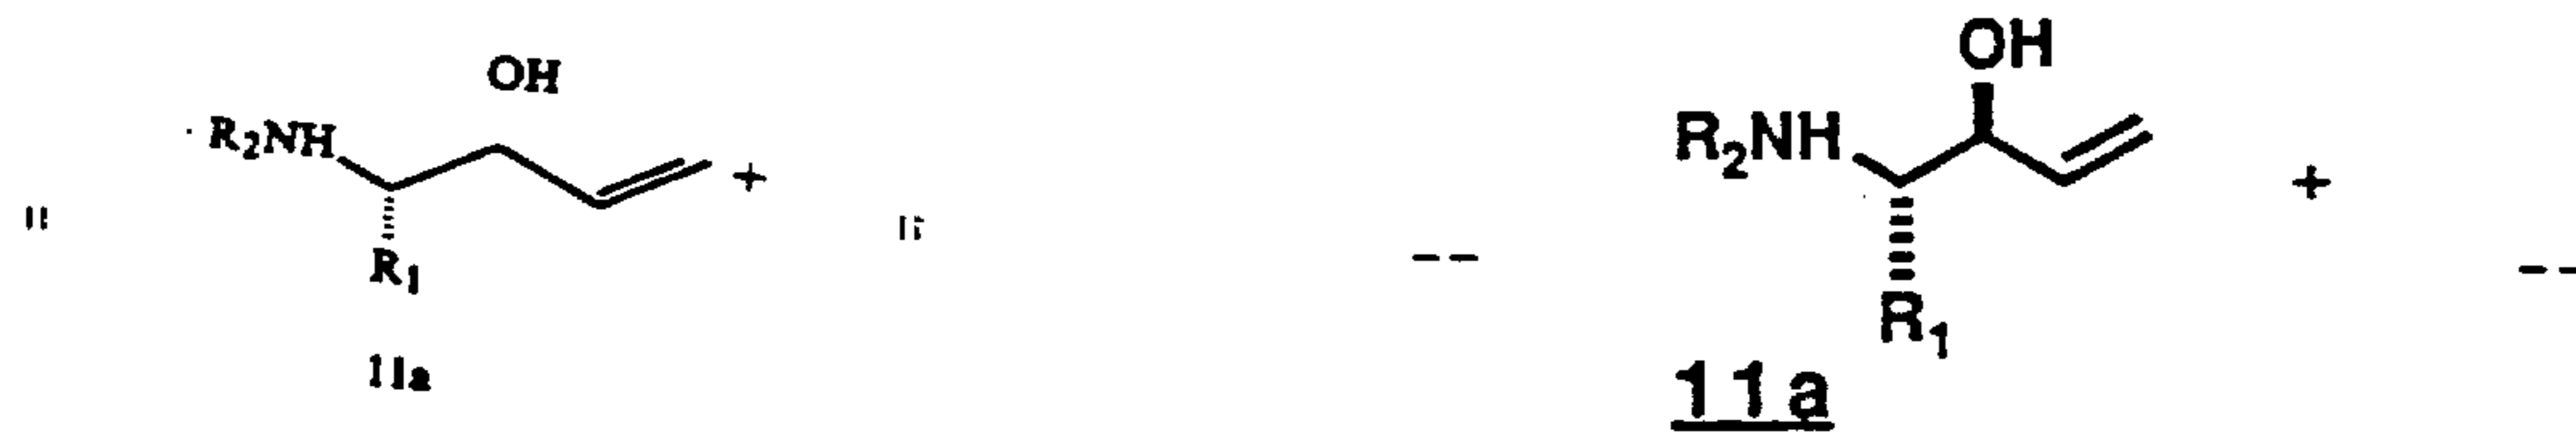 OH OH
" R₂NH + " -- R₂NH + --
R₁ R₁
11a 11a